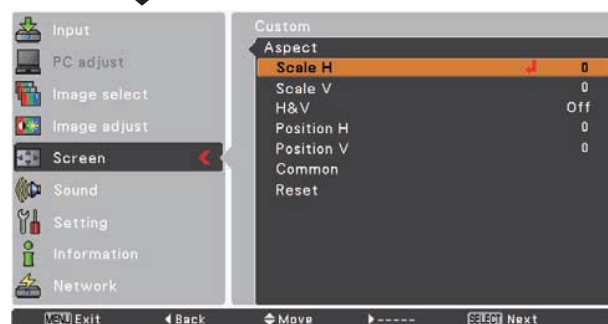 Input
PC adjust
Image select
Image adjust
Screen
Sound
Setting
Information
Network
Custom
Aspect
Scale H 0
Scale V 0
H&V Off
Position H 0
Position V 0
Common
Reset
MENU Exit Back Move ----- SELECT Next